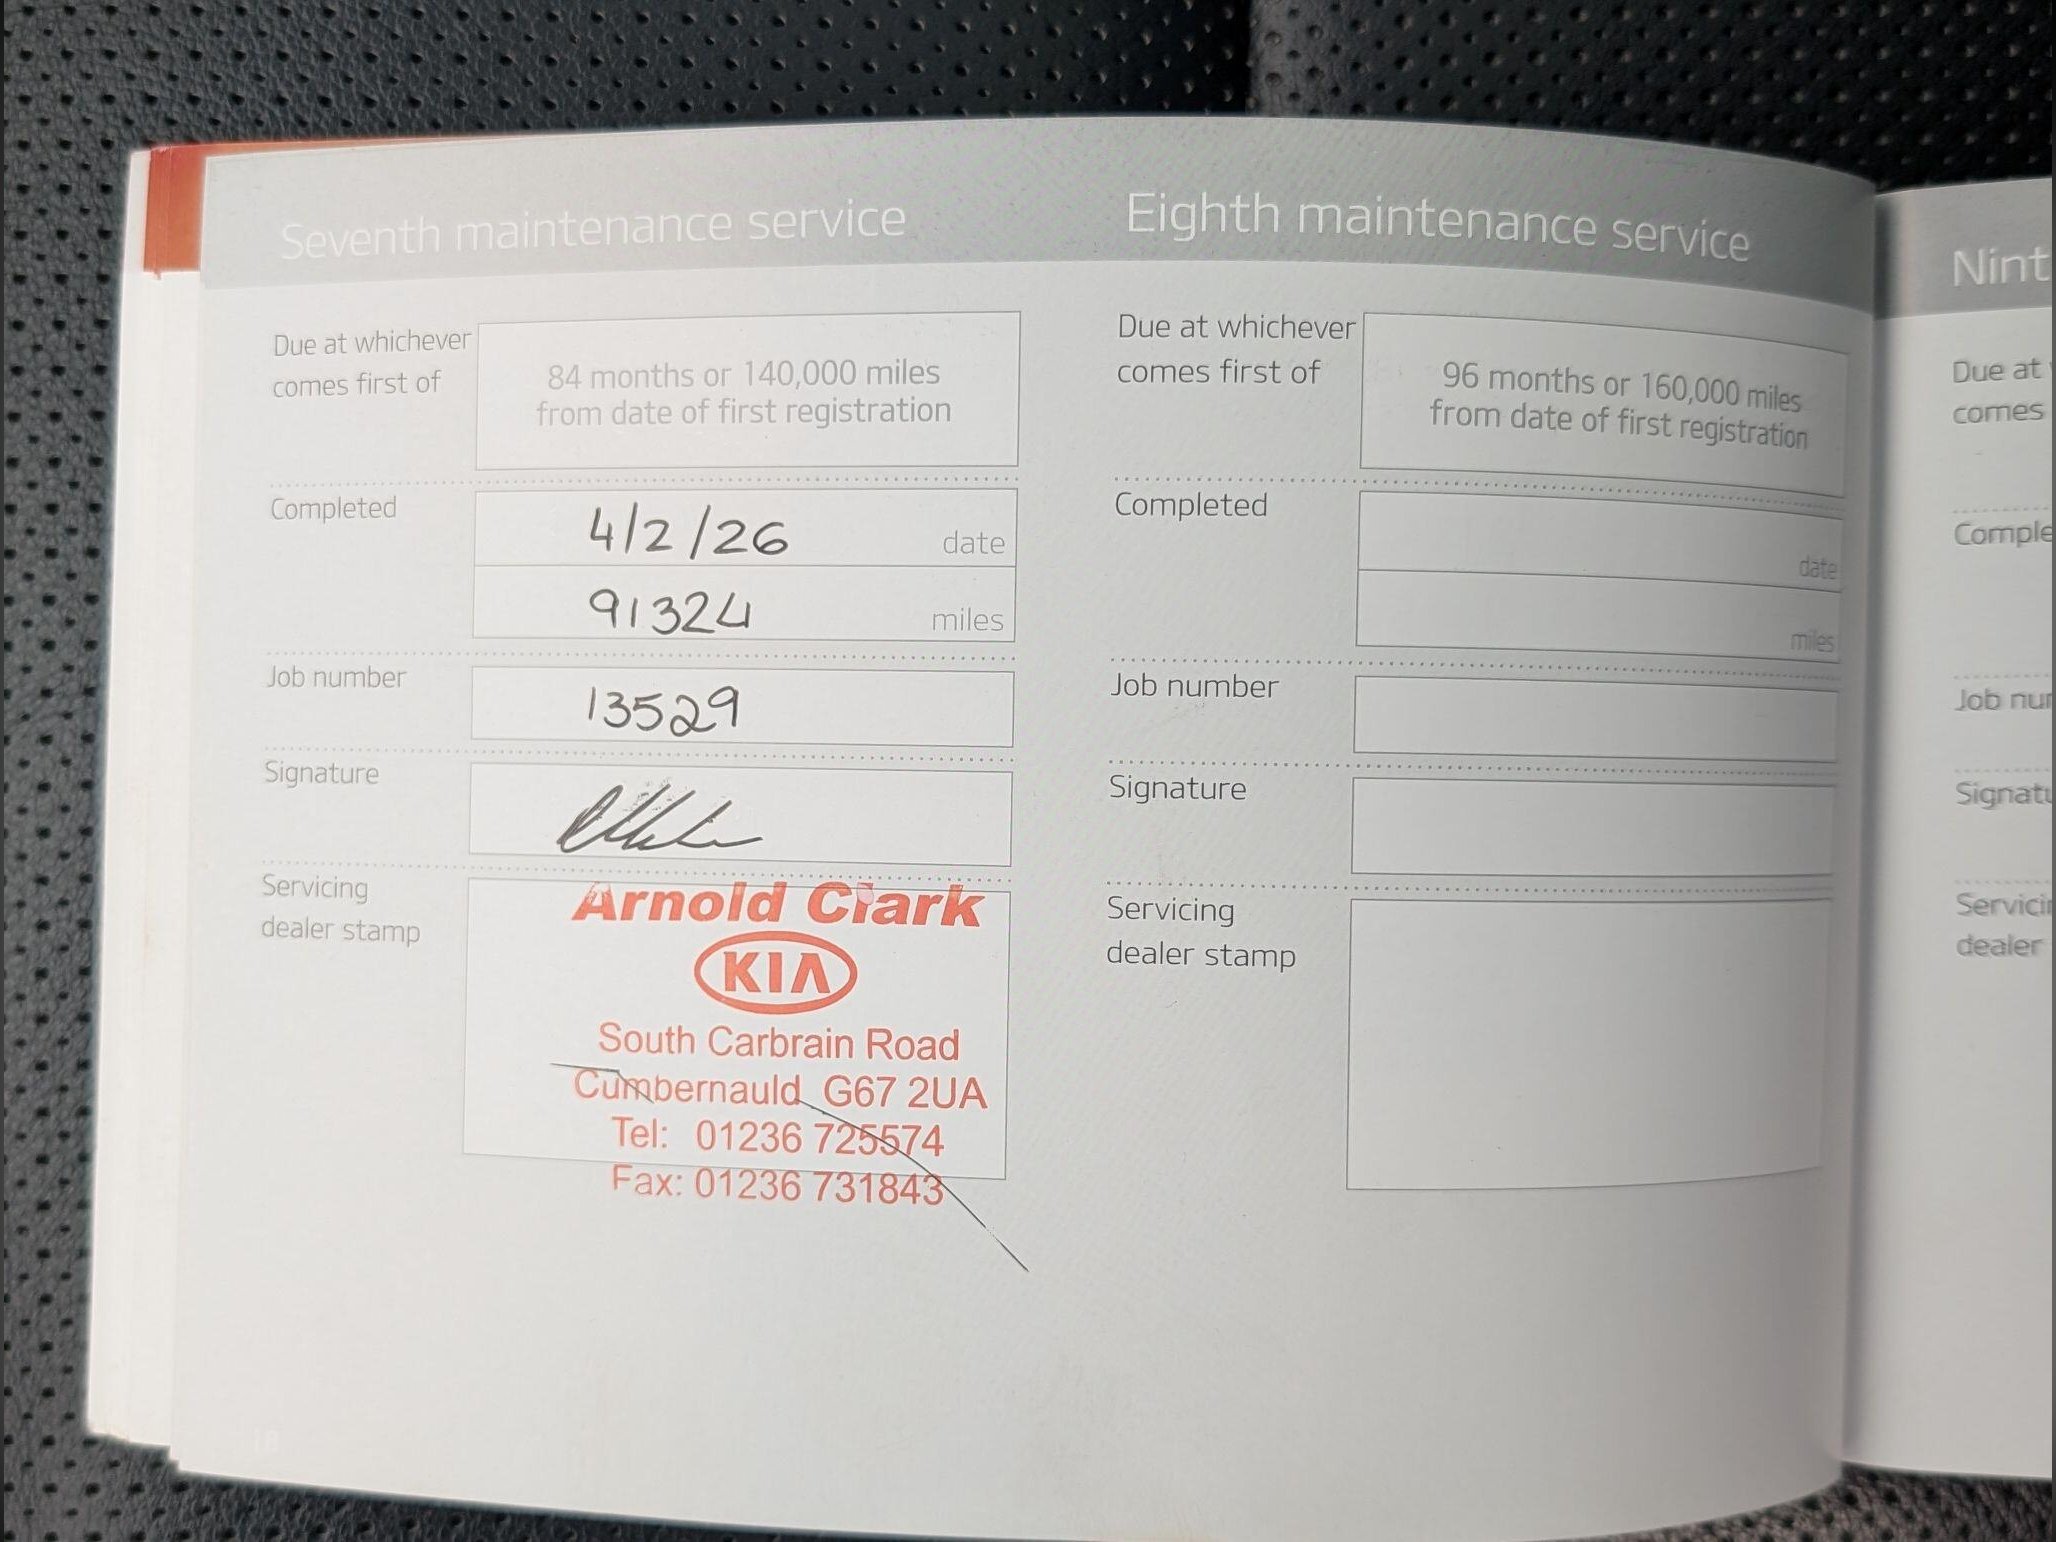 Seventh maintenance service
Due at whichever
comes first of
84 months or 140,000 miles
from date of first registration
Completed
4/2/26 date
91324 miles
Job number
13529
Signature
Servicing
dealer stamp
Arnold Clark
KIA
South Carbrain Road
Cumbernauld G67 2UA
Tel: 01236 725574
Fax: 01236 731843
18
Eighth maintenance service
Due at whichever
comes first of
96 months or 160,000 miles
from date of first registration
Completed
date
miles
Job number
Signature
Servicing
dealer stamp
Nint
Due at
comes
Comple
Job nu
Signat
Servici
dealer